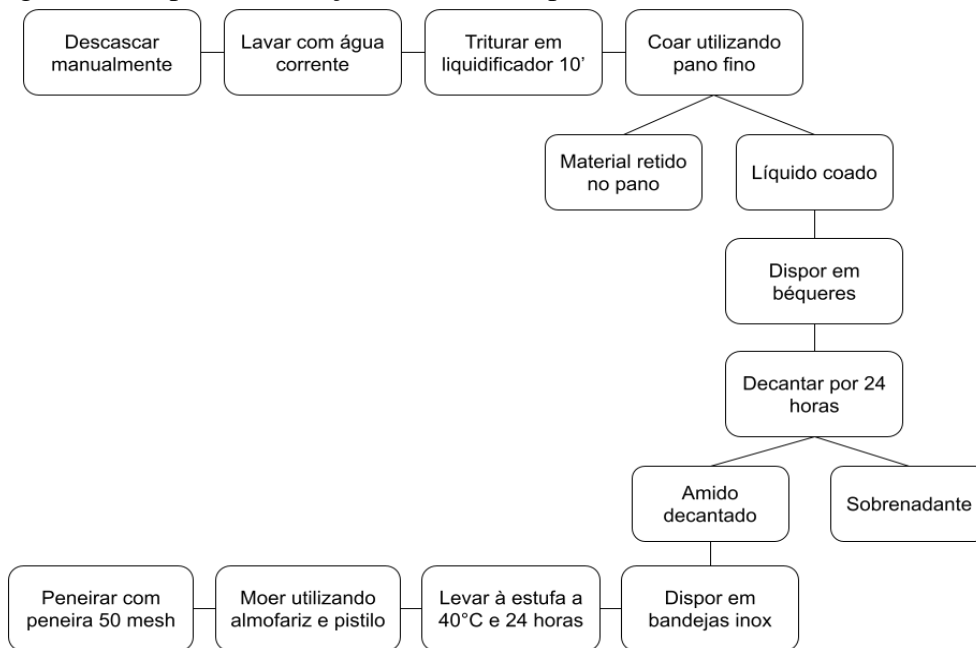 Descascar
manualmente
Lavar com água
corrente
Triturar em
liquidificador 10’
Coar utilizando
pano fino
Material retido
no pano
Líquido coado
Dispor em
béqueres
Decantar por 24
horas
Amido
decantado
Sobrenadante
Dispor em
bandejas inox
Levar à estufa a
40°C e 24 horas
Moer utilizando
almofariz e pistilo
Peneirar com
peneira 50 mesh